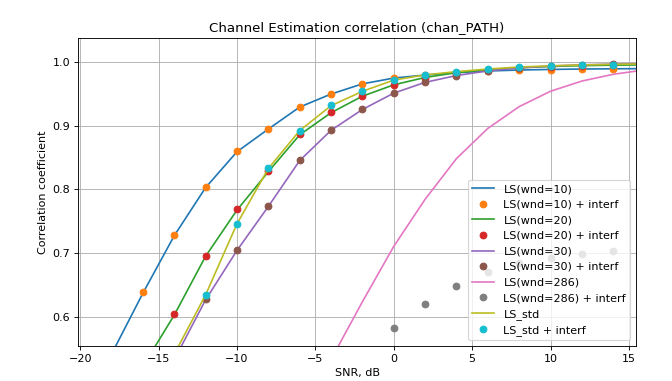 Channel Estimation correlation (chan_PATH)
Correlation coefficient
1.0
0.9
0.8
0.7
0.6
LS(wnd=10)
LS(wnd=10) + interf
LS(wnd=20)
LS(wnd=20) + interf
LS(wnd=30)
LS(wnd=30) + interf
LS(wnd=286)
LS(wnd=286) + interf
LS_std
LS_std + interf
−20 −15 −10 −5 0 5 10 15
SNR, dB